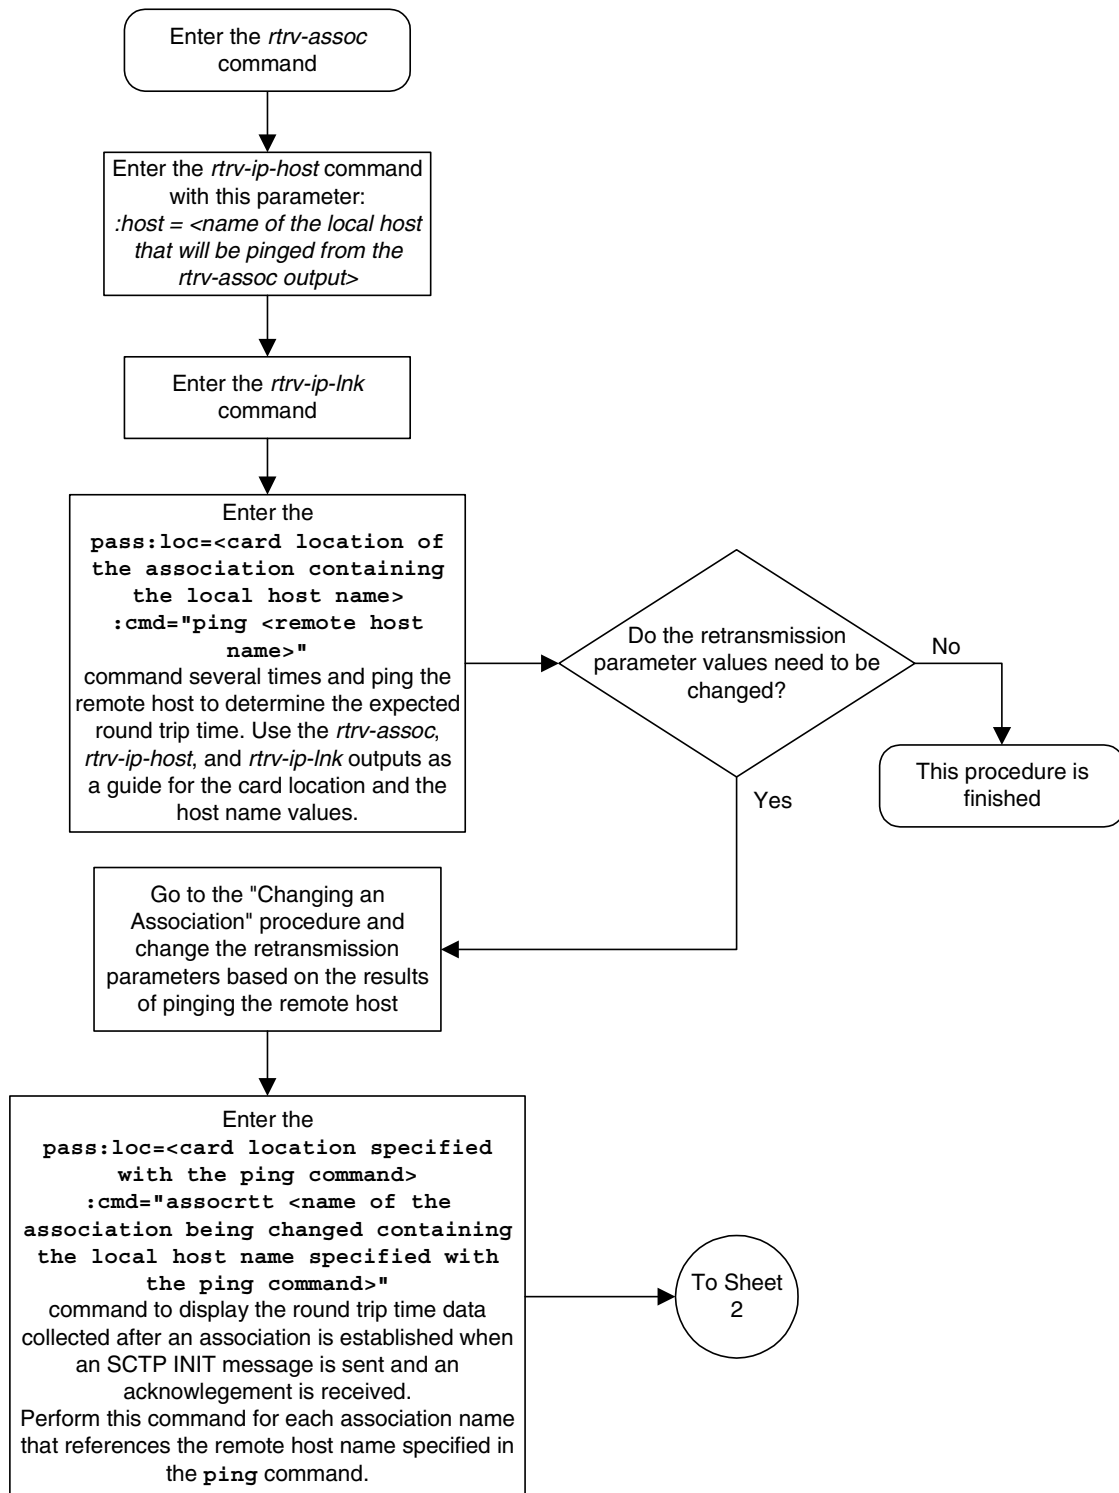 Enter the rtrv-assoc
command
Enter the rtrv-ip-host command
with this parameter:
:host = <name of the local host
that will be pinged from the
rtrv-assoc output>
Enter the rtrv-ip-lnk
command
Enter the
pass:loc=<card location of
the association containing
the local host name>
:cmd="ping <remote host
name>"
command several times and ping the
remote host to determine the expected
round trip time. Use the rtrv-assoc,
rtrv-ip-host, and rtrv-ip-lnk outputs as
a guide for the card location and the
host name values.
Do the retransmission
parameter values need to be
changed?
No
This procedure is
finished
Yes
Go to the "Changing an
Association" procedure and
change the retransmission
parameters based on the results
of pinging the remote host
Enter the
pass:loc=<card location specified
with the ping command>
:cmd="assocrtt <name of the
association being changed containing
the local host name specified with
the ping command>"
command to display the round trip time data
collected after an association is established when
an SCTP INIT message is sent and an
acknowlegement is received.
Perform this command for each association name
that references the remote host name specified in
the ping command.
To Sheet
2